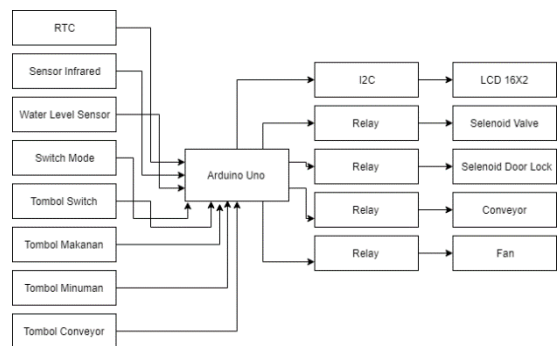 RTC
Sensor Infrared
Water Level Sensor
Switch Mode
Tombol Switch
Tombol Makanan
Tombol Minuman
Tombol Conveyor
Arduino Uno
I2C
LCD 16X2
Relay
Selenoid Valve
Relay
Selenoid Door Lock
Relay
Conveyor
Relay
Fan